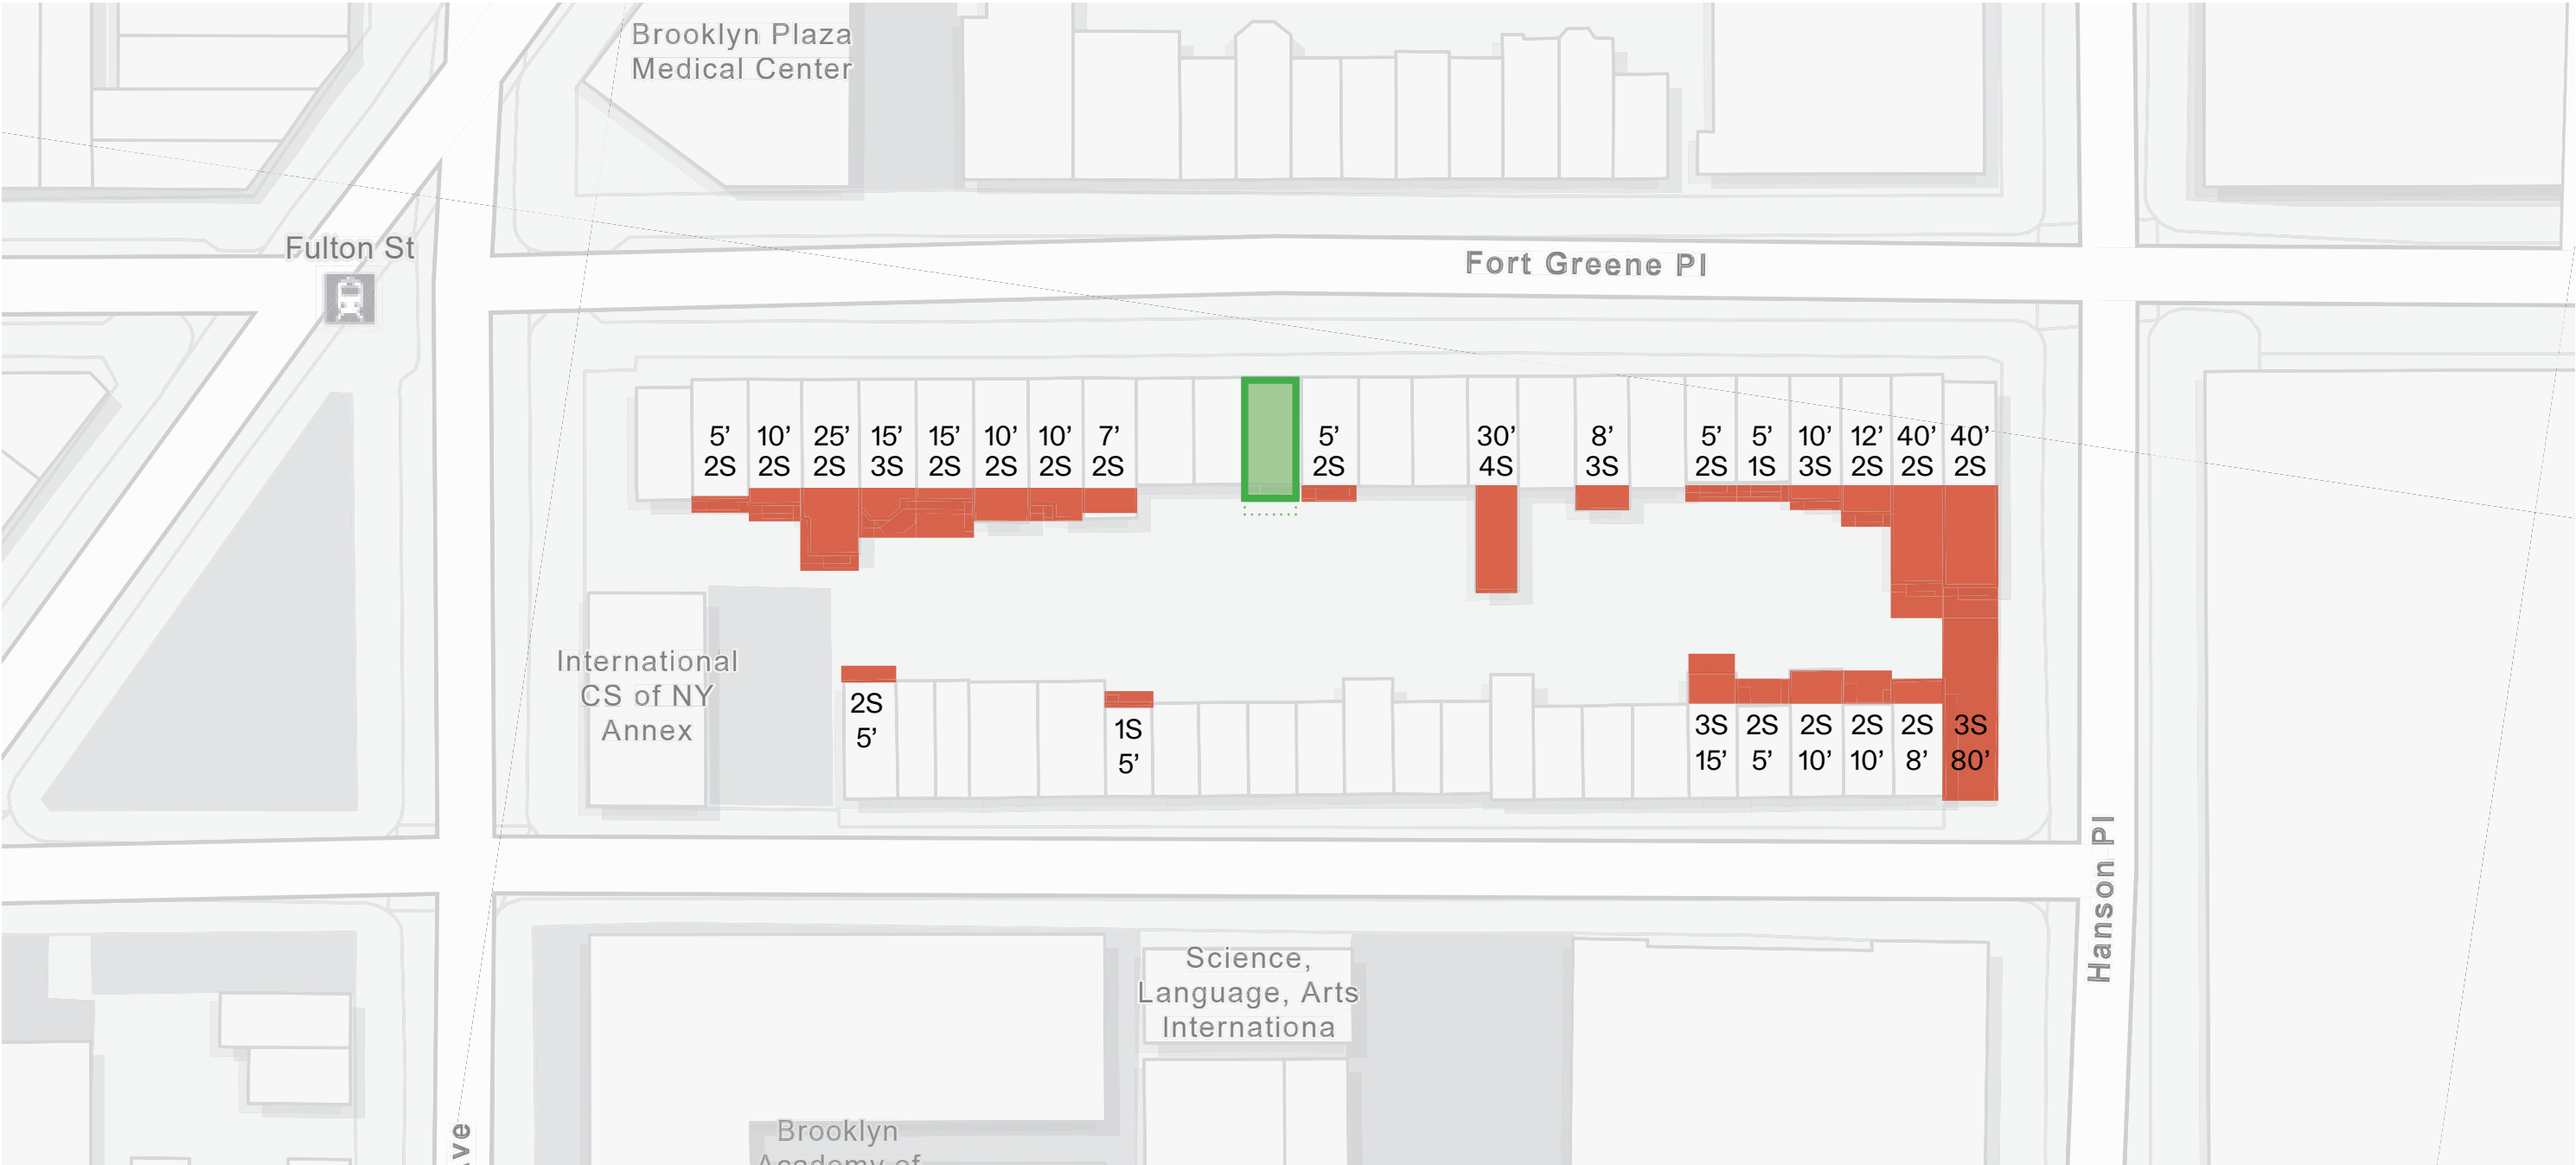 Brooklyn Plaza
Medical Center
Fulton St
Fort Greene Pl
5’ 10’ 25’ 15’ 15’ 10’ 10’ 7’ 5’ 30’ 8’ 5’ 5’ 10’ 12’ 40’ 40’
2S 2S 2S 3S 2S 2S 2S 2S 2S 4S 3S 2S 1S 3S 2S 2S 2S
International
CS of NY
Annex
2S
5’
1S
5’
3S 2S 2S 2S 2S 3S
15’ 5’ 10’ 10’ 8’ 80’
Hanson Pl
Science,
Language, Arts
Internationa
Ave
Brooklyn
Academy of